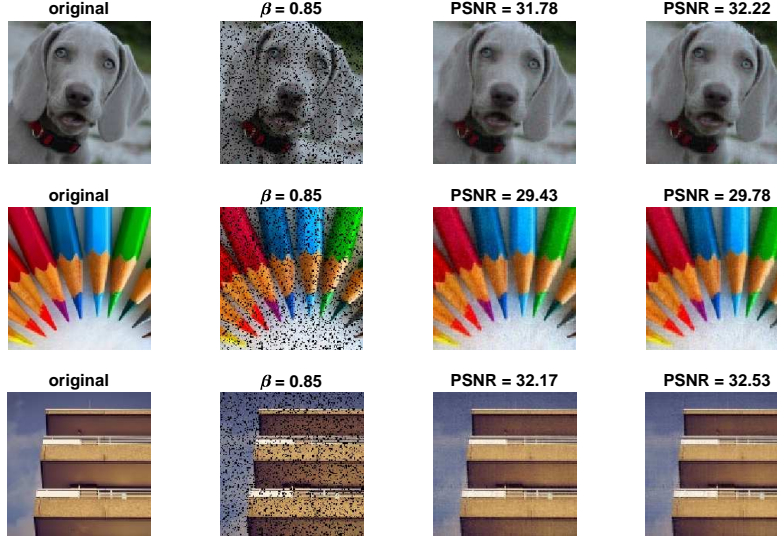 original β = 0.85 PSNR = 31.78 PSNR = 32.22
original β = 0.85 PSNR = 29.43 PSNR = 29.78
original β = 0.85 PSNR = 32.17 PSNR = 32.53